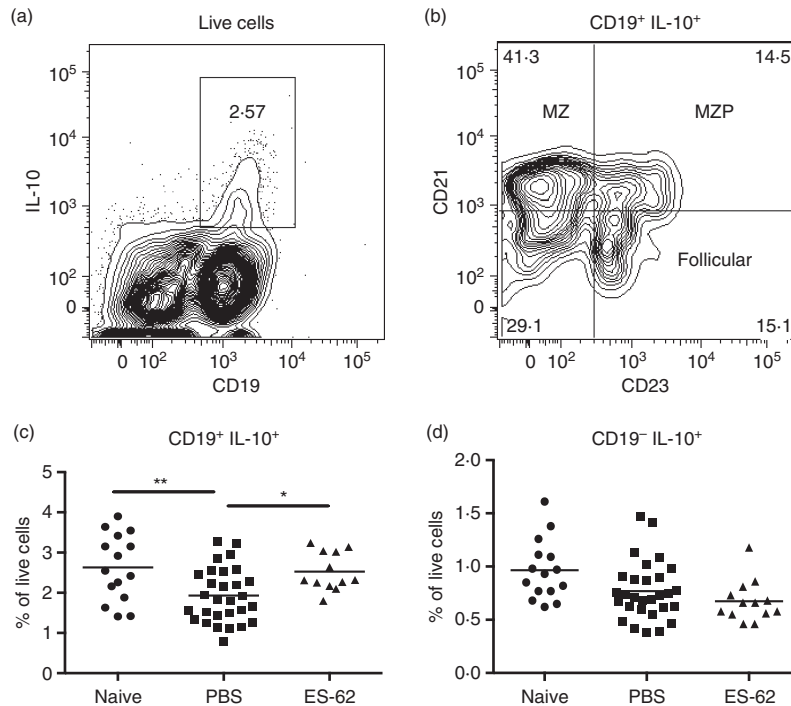 (a)
Live cells
2·57
IL-10
10⁵
10⁴
10³
10²
0
0 10² 10³ 10⁴ 10⁵
CD19
(b)
CD19⁺ IL-10⁺
41·3 14·5
MZ MZP
Follicular
29·1 15·1
CD21
10⁵
10⁴
10³
10²
0
0 10² 10³ 10⁴ 10⁵
CD23
(c)
CD19⁺ IL-10⁺
** *
% of live cells
5
4
3
2
1
0
Naive PBS ES-62
(d)
CD19⁻ IL-10⁺
% of live cells
2·0
1·5
1·0
0·5
0·0
Naive PBS ES-62